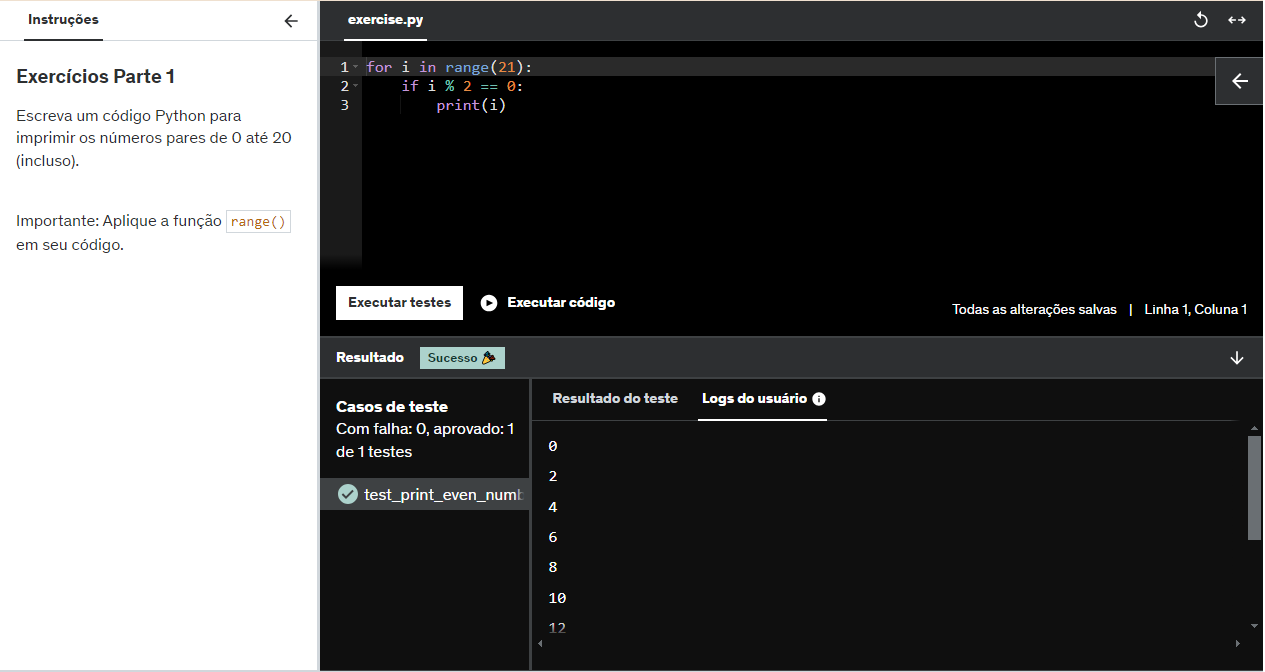 Instruções
Exercícios Parte 1
Escreva um código Python para
imprimir os números pares de 0 até 20
(incluso).
Importante: Aplique a função range()
em seu código.
exercise.py
1 for i in range(21):
2     if i % 2 == 0:
3         print(i)
Executar testes
Executar código
Todas as alterações salvas | Linha 1, Coluna 1
Resultado
Sucesso
Casos de teste
Com falha: 0, aprovado: 1
de 1 testes
test_print_even_numb
Resultado do teste
Logs do usuário
0
2
4
6
8
10
12